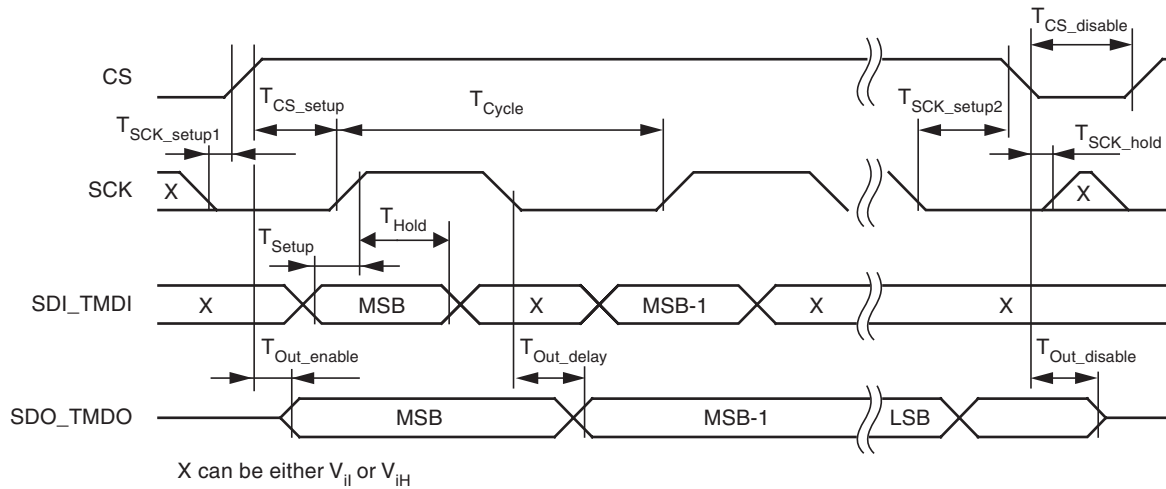 T_CS_disable
CS
T_CS_setup
T_Cycle
T_SCK_setup2
T_SCK_setup1
T_SCK_hold
SCK
X
X
T_Hold
T_Setup
SDI_TMDI
X
MSB
X
MSB-1
X
X
T_Out_enable
T_Out_delay
T_Out_disable
SDO_TMDO
MSB
MSB-1
LSB
X can be either V_il or V_iH